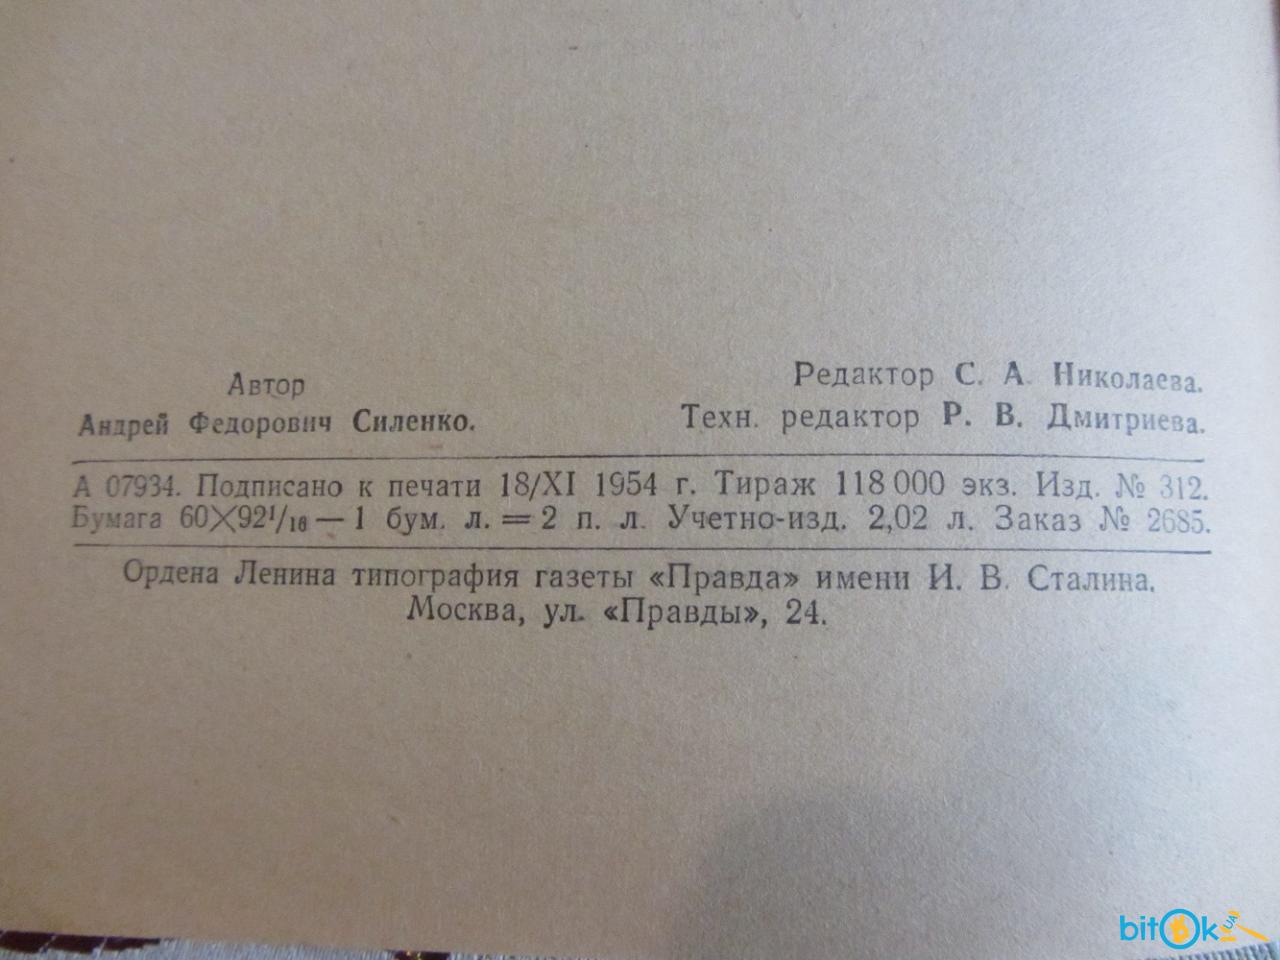 Автор
Андрей Федорович Силенко.
Редактор С. А. Николаева.
Техн. редактор Р. В. Дмитриева.
А 07934. Подписано к печати 18/XI 1954 г. Тираж 118 000 экз. Изд. № 312.
Бумага 60×92¹/₁₆ — 1 бум. л. = 2 п. л. Учетно-изд. 2,02 л. Заказ № 2685.
Ордена Ленина типография газеты «Правда» имени И. В. Сталина.
Москва, ул. «Правды», 24.
bitOk UA